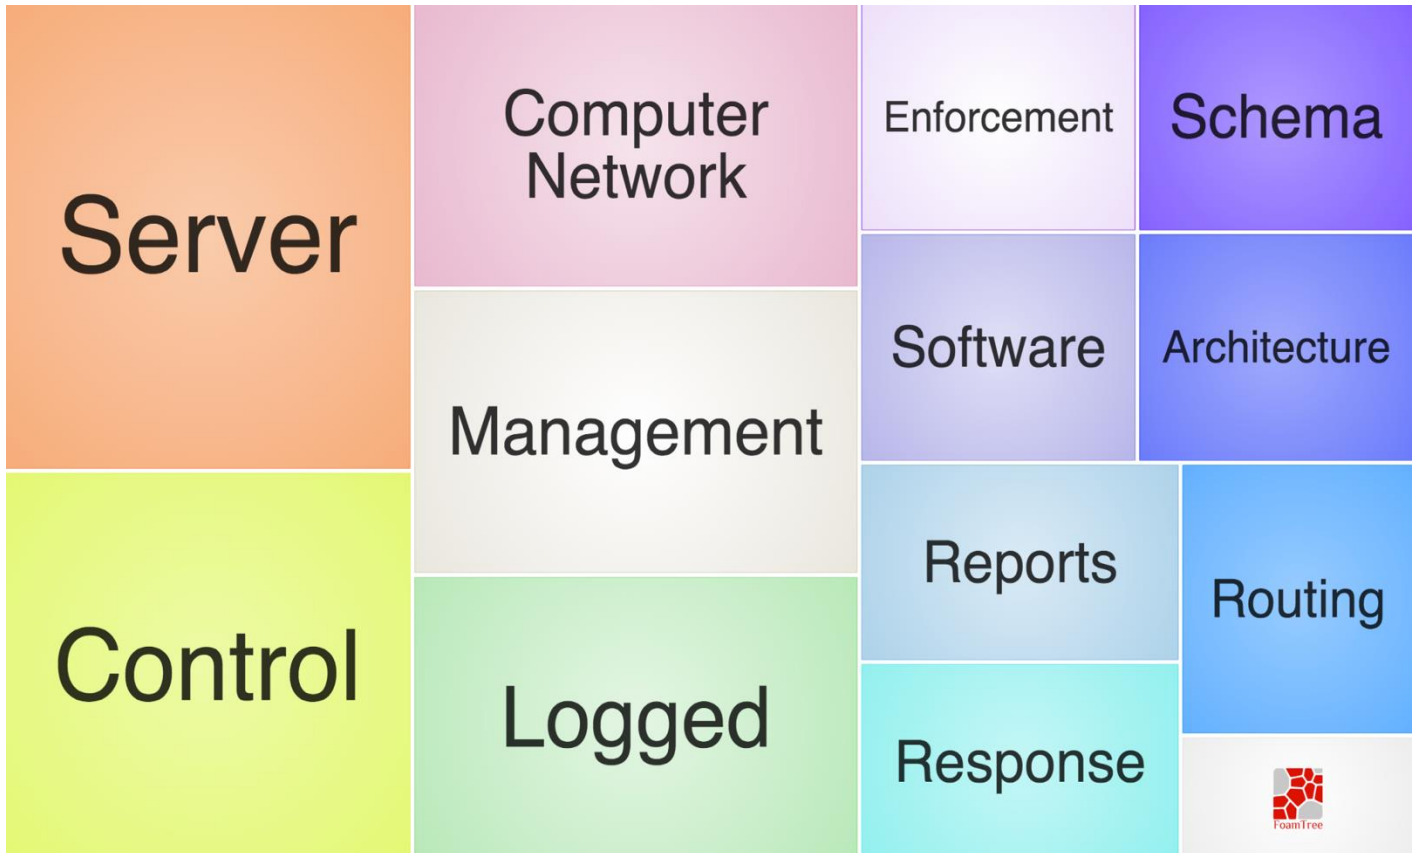 Server
Control
Computer
Network
Management
Logged
Enforcement
Schema
Software
Architecture
Reports
Routing
Response
FoamTree